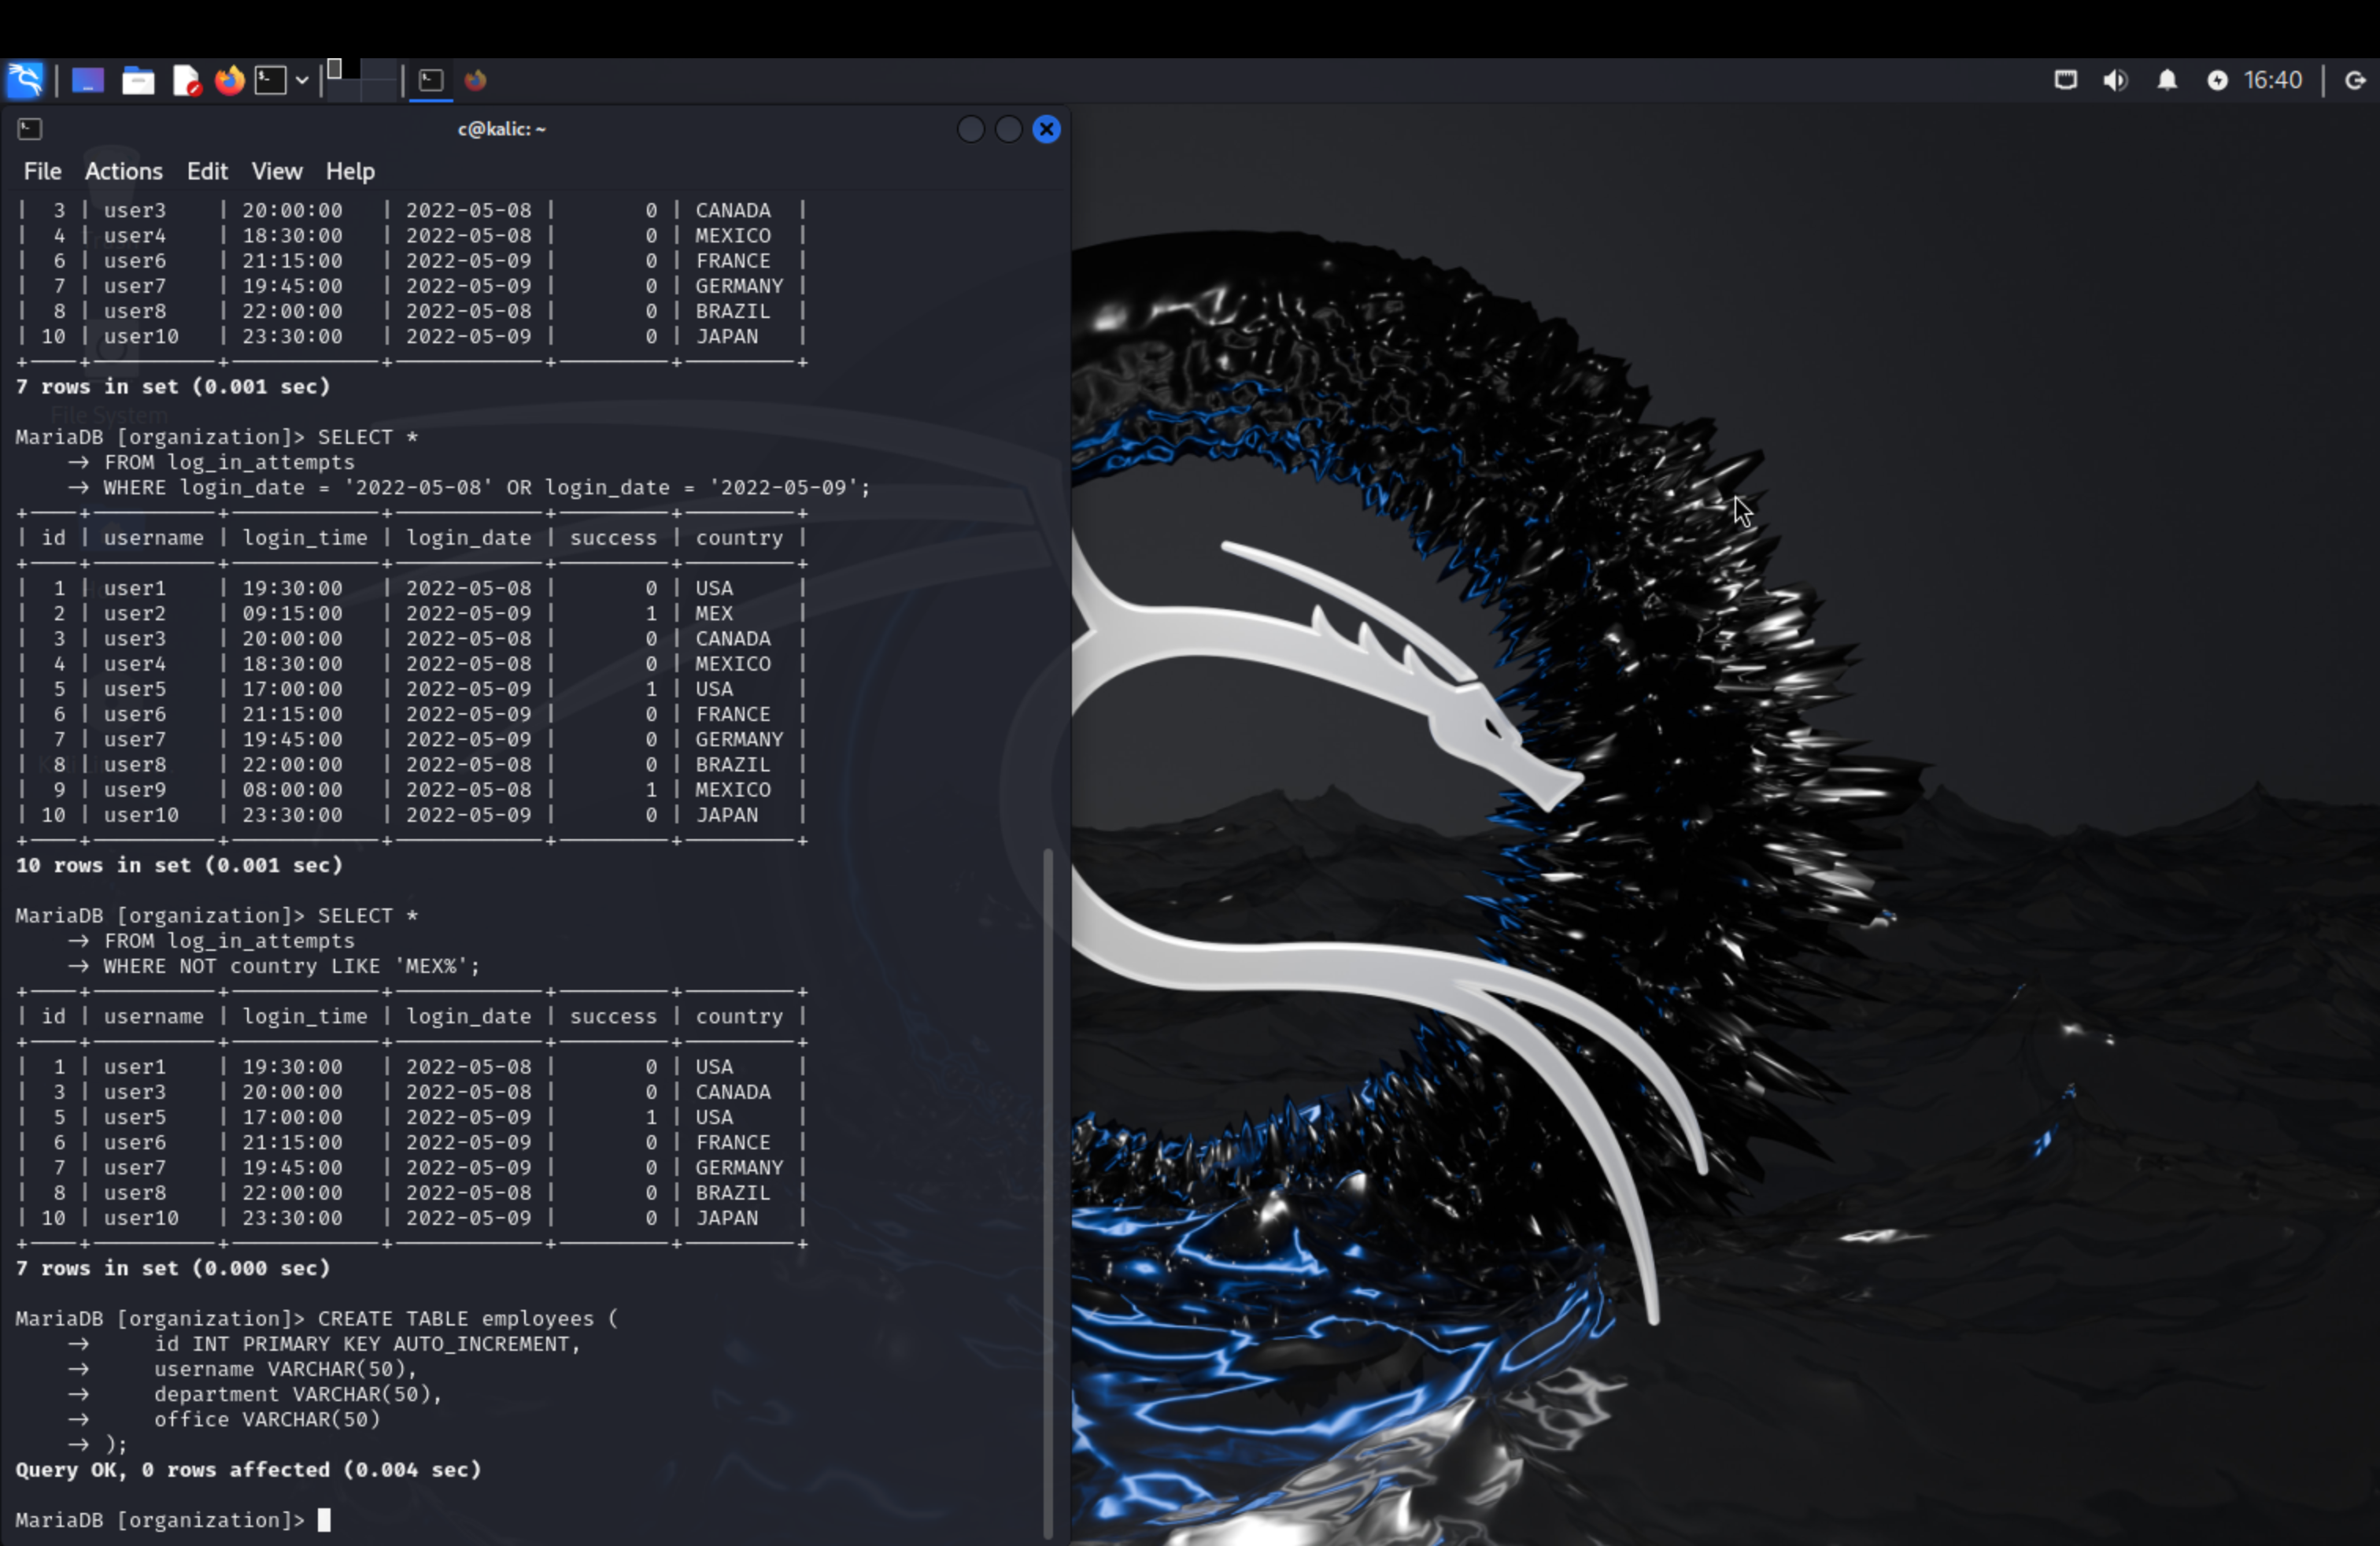 16:40
c@kalic: ~
File Actions Edit View Help
| 3 | user3 | 20:00:00 | 2022-05-08 | 0 | CANADA |
| 4 | user4 | 18:30:00 | 2022-05-08 | 0 | MEXICO |
| 6 | user6 | 21:15:00 | 2022-05-09 | 0 | FRANCE |
| 7 | user7 | 19:45:00 | 2022-05-09 | 0 | GERMANY |
| 8 | user8 | 22:00:00 | 2022-05-08 | 0 | BRAZIL |
| 10 | user10 | 23:30:00 | 2022-05-09 | 0 | JAPAN |
7 rows in set (0.001 sec)
File System
MariaDB [organization]> SELECT *
→ FROM log_in_attempts
→ WHERE login_date = '2022-05-08' OR login_date = '2022-05-09';
| id | username | login_time | login_date | success | country |
| 1 | user1 | 19:30:00 | 2022-05-08 | 0 | USA |
| 2 | user2 | 09:15:00 | 2022-05-09 | 1 | MEX |
| 3 | user3 | 20:00:00 | 2022-05-08 | 0 | CANADA |
| 4 | user4 | 18:30:00 | 2022-05-08 | 0 | MEXICO |
| 5 | user5 | 17:00:00 | 2022-05-09 | 1 | USA |
| 6 | user6 | 21:15:00 | 2022-05-09 | 0 | FRANCE |
| 7 | user7 | 19:45:00 | 2022-05-09 | 0 | GERMANY |
| 8 | user8 | 22:00:00 | 2022-05-08 | 0 | BRAZIL |
| 9 | user9 | 08:00:00 | 2022-05-08 | 1 | MEXICO |
| 10 | user10 | 23:30:00 | 2022-05-09 | 0 | JAPAN |
10 rows in set (0.001 sec)
MariaDB [organization]> SELECT *
→ FROM log_in_attempts
→ WHERE NOT country LIKE 'MEX%';
| id | username | login_time | login_date | success | country |
| 1 | user1 | 19:30:00 | 2022-05-08 | 0 | USA |
| 3 | user3 | 20:00:00 | 2022-05-08 | 0 | CANADA |
| 5 | user5 | 17:00:00 | 2022-05-09 | 1 | USA |
| 6 | user6 | 21:15:00 | 2022-05-09 | 0 | FRANCE |
| 7 | user7 | 19:45:00 | 2022-05-09 | 0 | GERMANY |
| 8 | user8 | 22:00:00 | 2022-05-08 | 0 | BRAZIL |
| 10 | user10 | 23:30:00 | 2022-05-09 | 0 | JAPAN |
7 rows in set (0.000 sec)
MariaDB [organization]> CREATE TABLE employees (
→ id INT PRIMARY KEY AUTO_INCREMENT,
→ username VARCHAR(50),
→ department VARCHAR(50),
→ office VARCHAR(50)
→ );
Query OK, 0 rows affected (0.004 sec)
MariaDB [organization]>